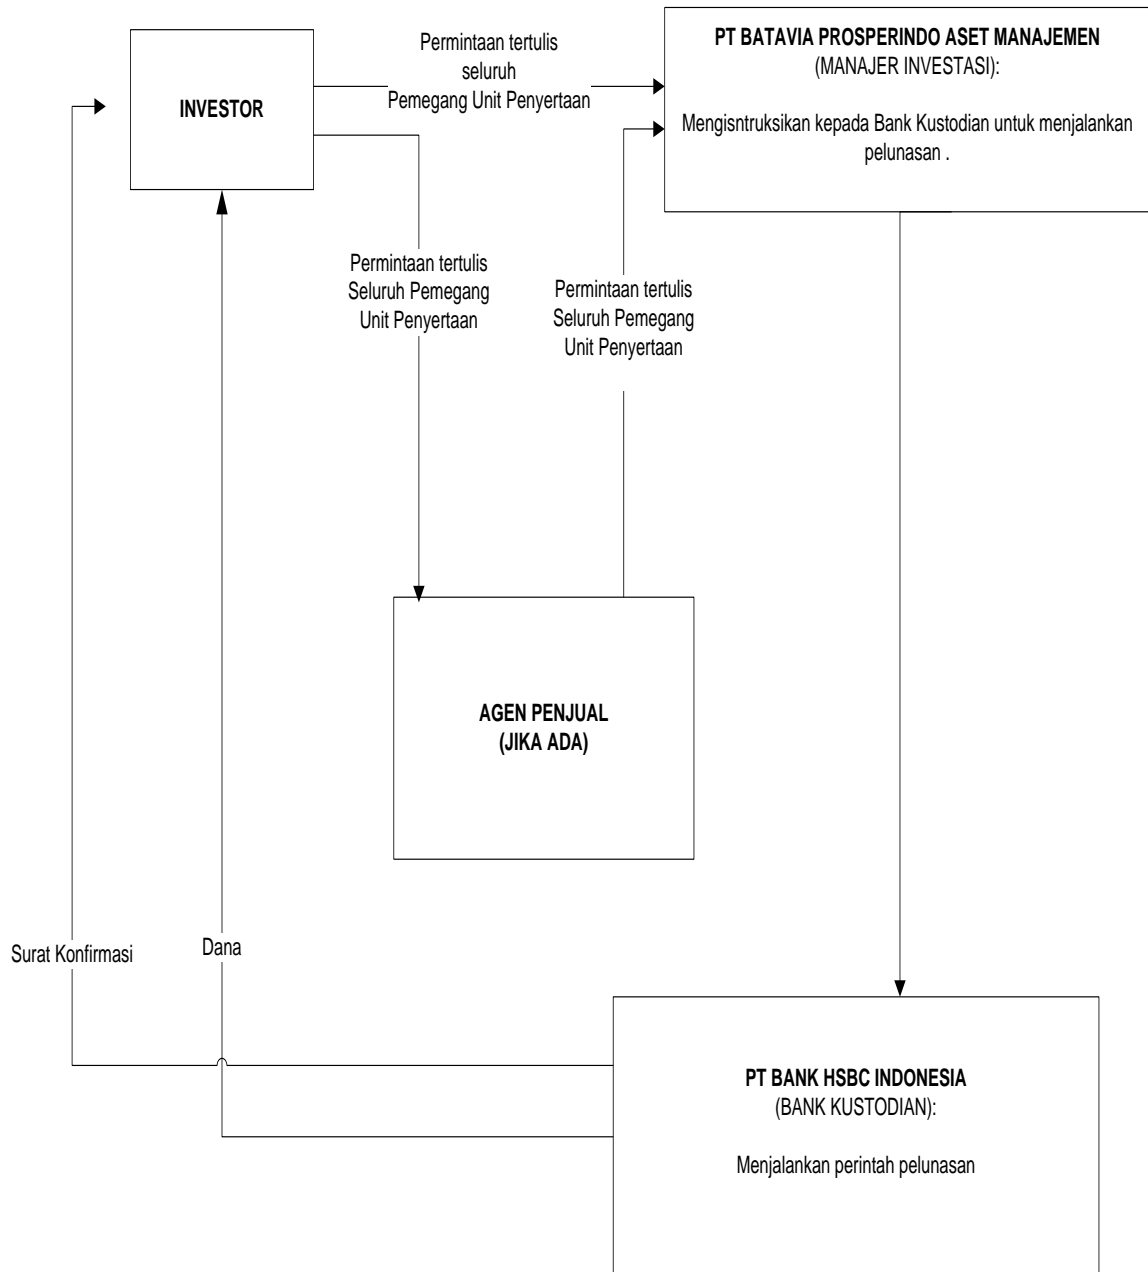 Permintaan tertulis
seluruh
Pemegang Unit Penyertaan
INVESTOR
PT BATAVIA PROSPERINDO ASET MANAJEMEN
(MANAJER INVESTASI):
Mengisntruksikan kepada Bank Kustodian untuk menjalankan
pelunasan .
Permintaan tertulis
Seluruh Pemegang
Unit Penyertaan
Permintaan tertulis
Seluruh Pemegang
Unit Penyertaan
AGEN PENJUAL
(JIKA ADA)
Surat Konfirmasi
Dana
PT BANK HSBC INDONESIA
(BANK KUSTODIAN):
Menjalankan perintah pelunasan